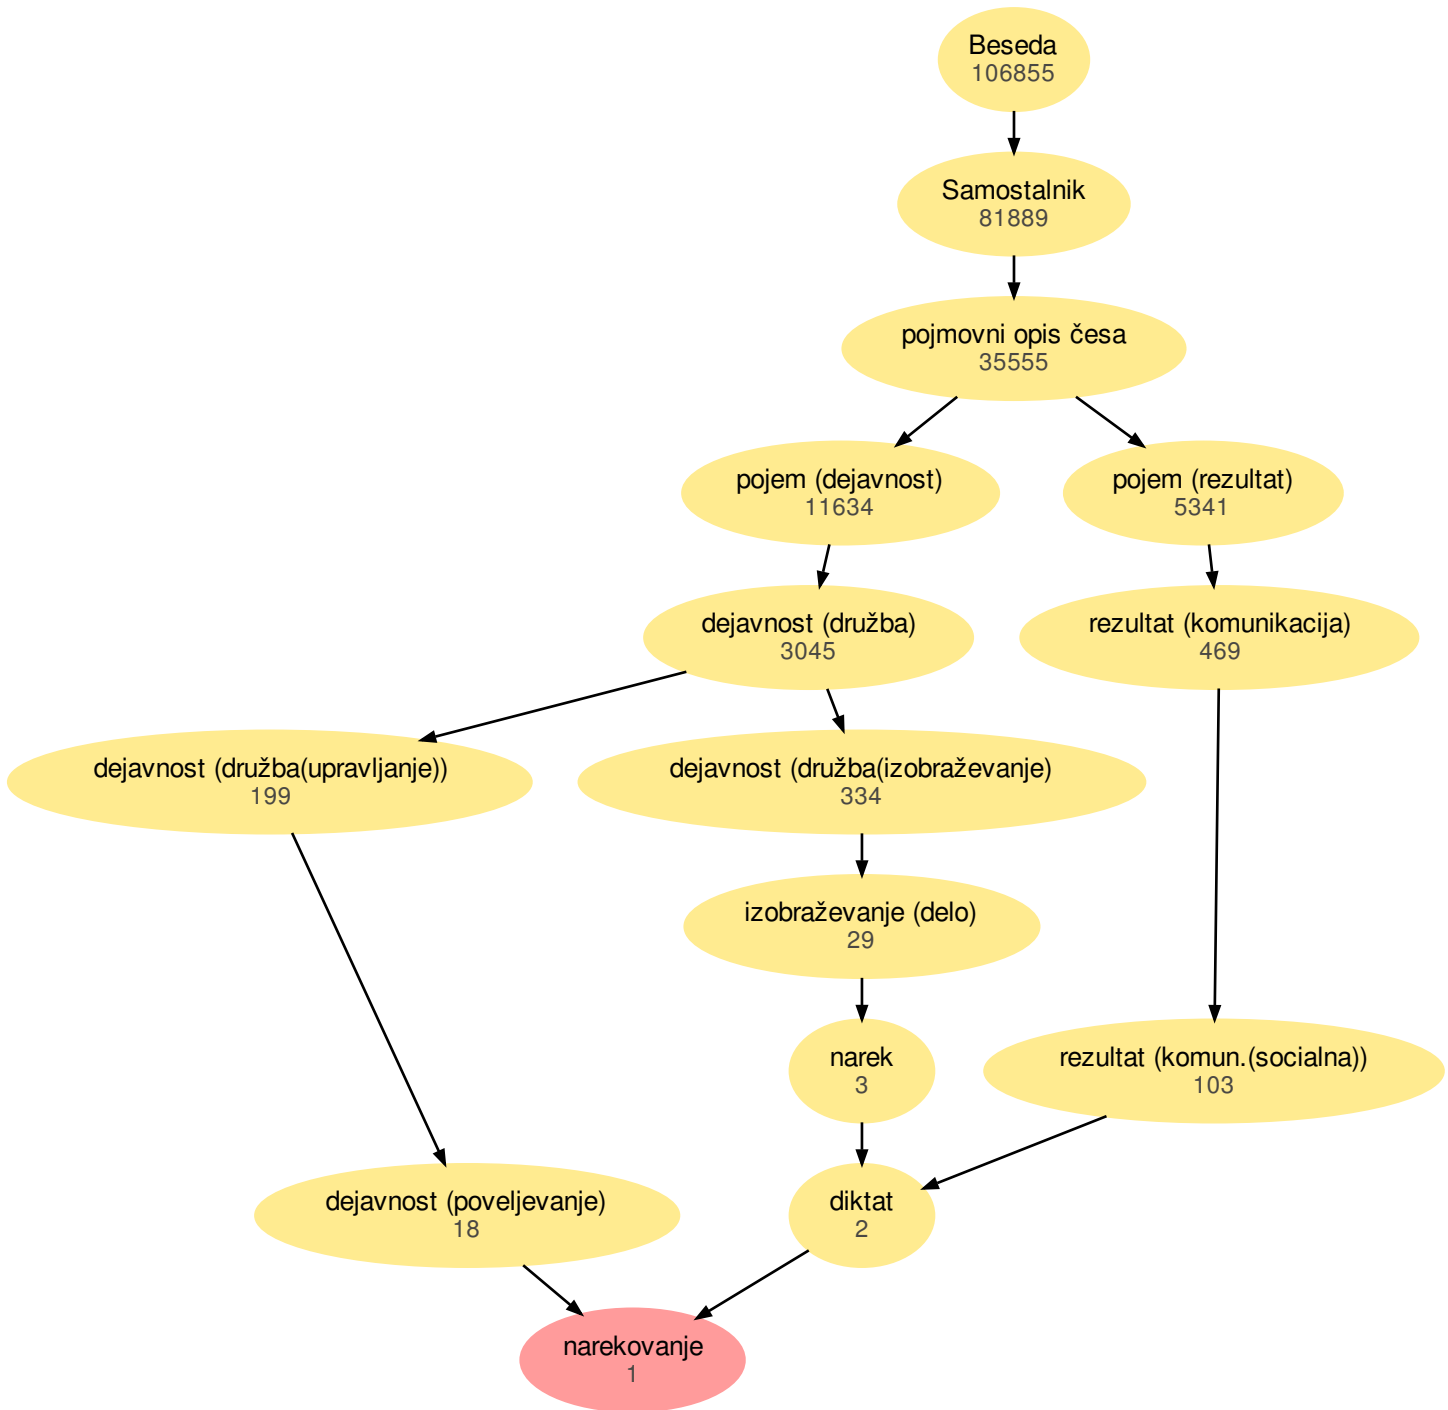 Beseda
106855
Samostalnik
81889
pojmovni opis česa
35555
pojem (dejavnost)
11634
pojem (rezultat)
5341
dejavnost (družba)
3045
rezultat (komunikacija)
469
dejavnost (družba(upravljanje))
199
dejavnost (družba(izobraževanje)
334
izobraževanje (delo)
29
narek
3
rezultat (komun.(socialna))
103
dejavnost (poveljevanje)
18
diktat
2
narekovanje
1